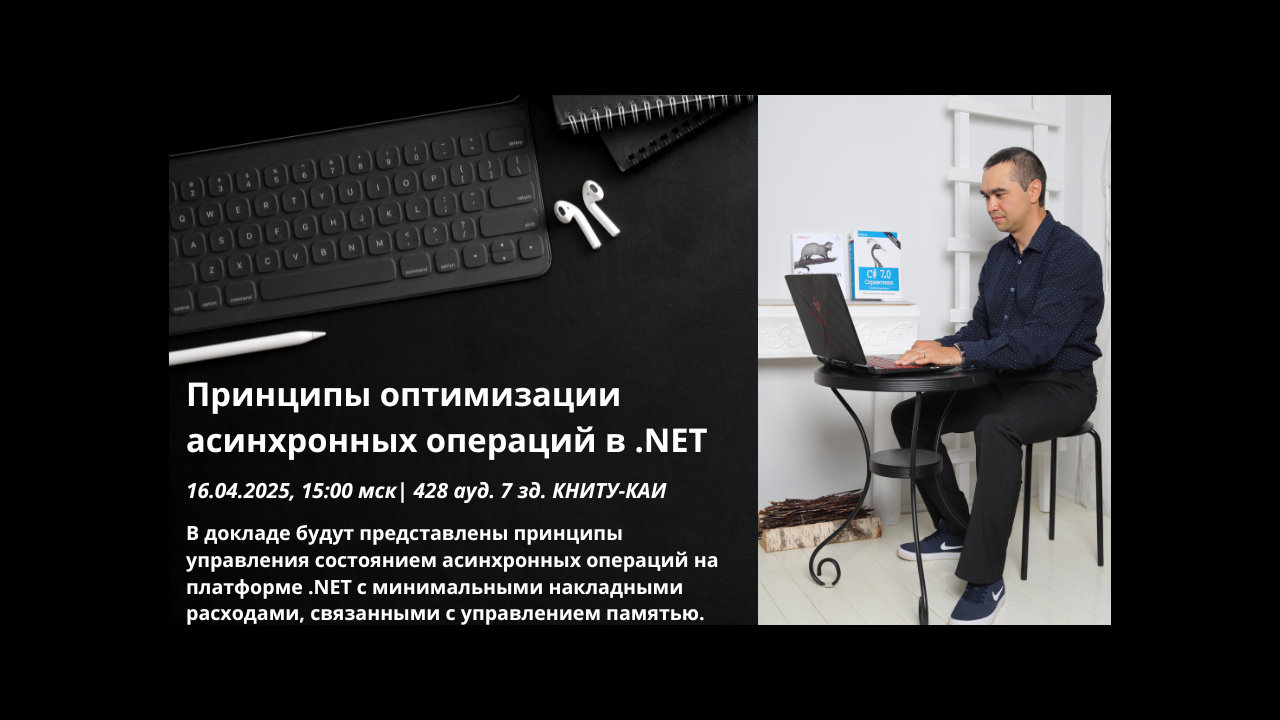 Принципы оптимизации
асинхронных операций в .NET
16.04.2025, 15:00 мск| 428 ауд. 7 зд. КНИТУ-КАИ
В докладе будут представлены принципы
управления состоянием асинхронных операций на
платформе .NET с минимальными накладными
расходами, связанными с управлением памятью.
C# 7.0
Справочник